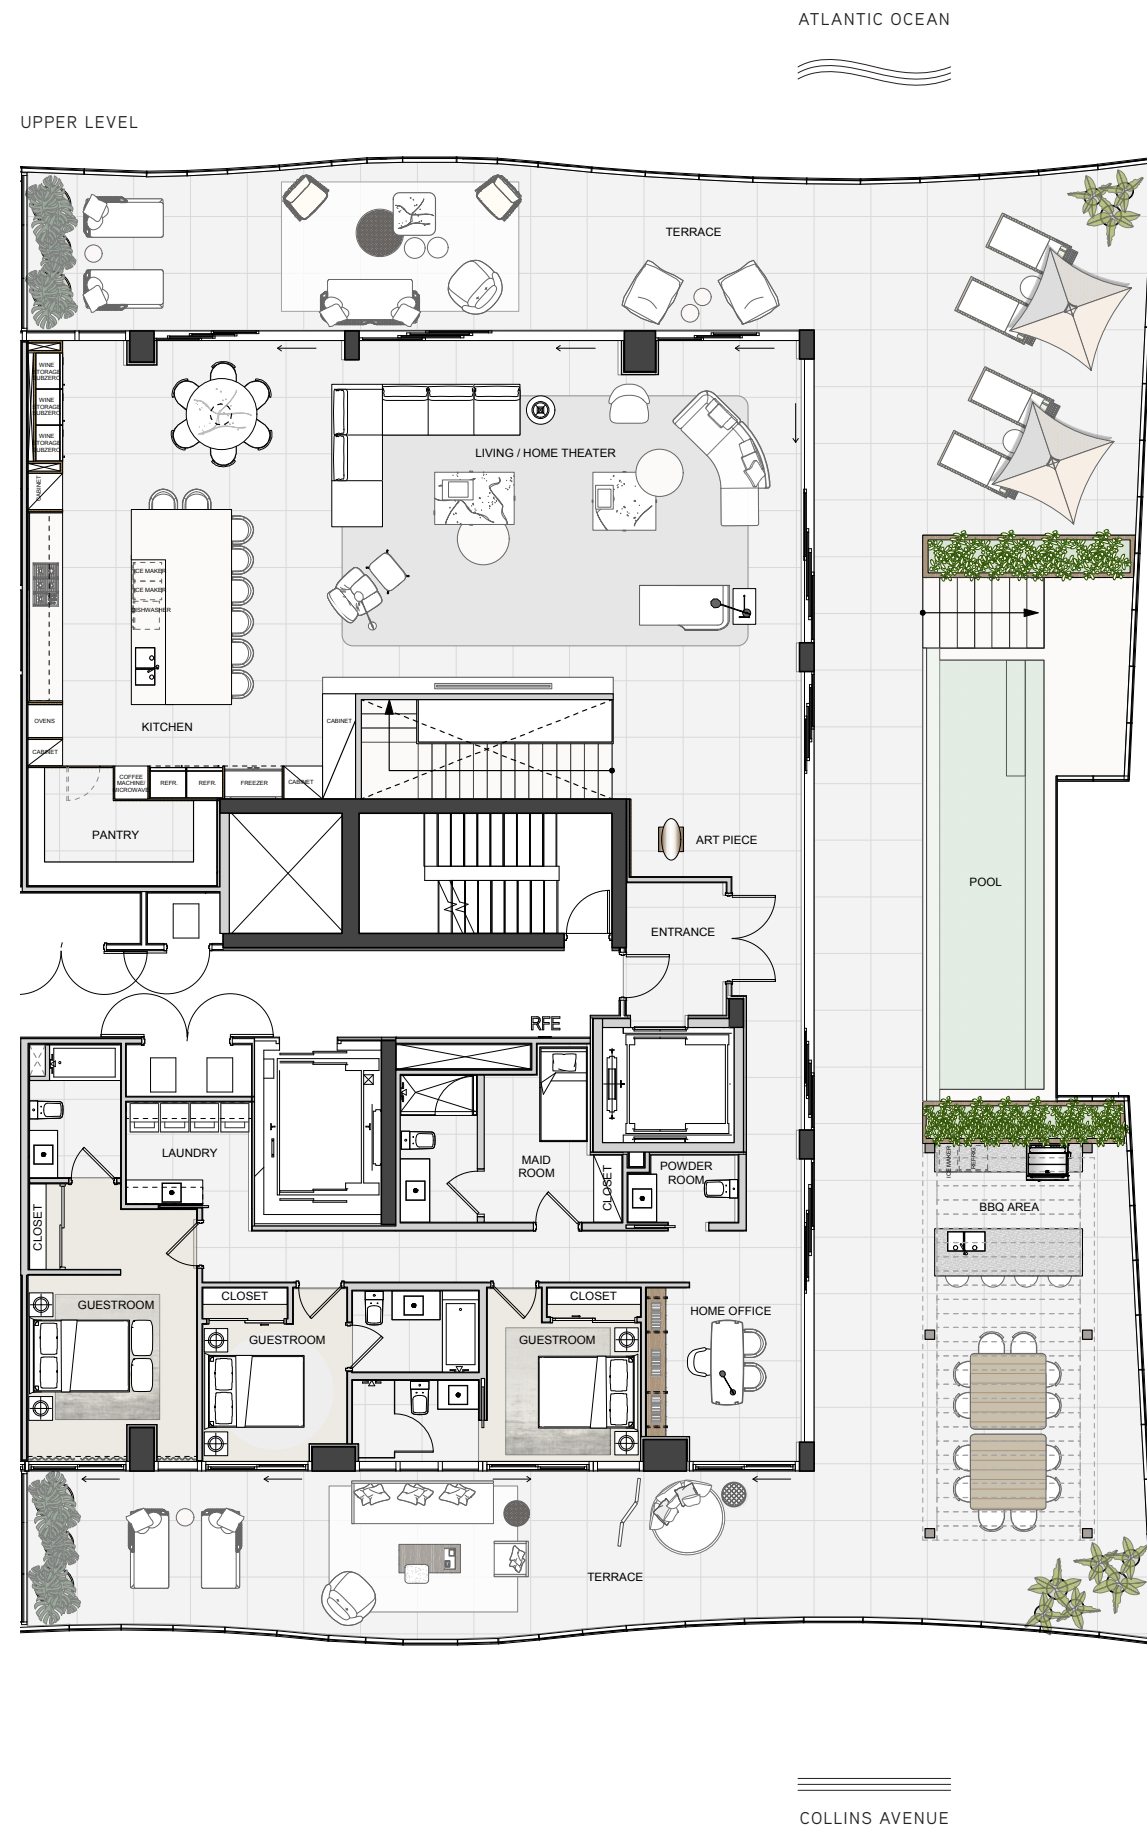 ATLANTIC OCEAN
UPPER LEVEL
TERRACE
WINE
STORAGE
SUBZERO
WINE
STORAGE
SUBZERO
WINE
STORAGE
SUBZERO
LIVING / HOME THEATER
CABINET
ICE MAKER
ICE MAKER
DISHWASHER
OVENS
KITCHEN
CABINET
CABINET
COFFEE
MACHINE/
MICROWAVE
REFR.
REFR.
FREEZER
CABINET
PANTRY
ART PIECE
POOL
ENTRANCE
RFE
LAUNDRY
MAID
ROOM
CLOSET
POWDER
ROOM
ICE MAKER
REFRIG
BBQ AREA
CLOSET
GUESTROOM
CLOSET
GUESTROOM
CLOSET
GUESTROOM
HOME OFFICE
TERRACE
COLLINS AVENUE